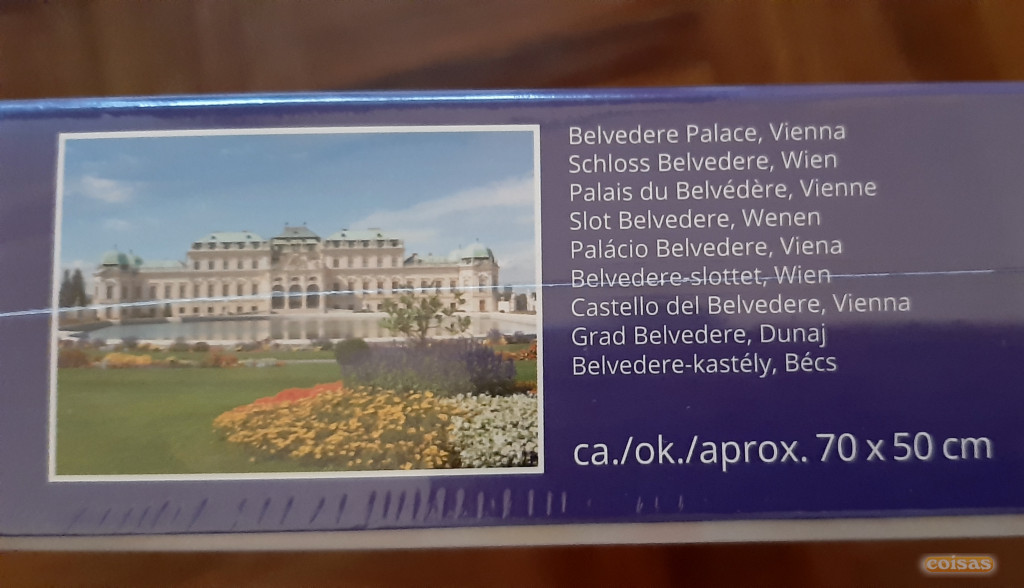 Belvedere Palace, Vienna
Schloss Belvedere, Wien
Palais du Belvédère, Vienne
Slot Belvedere, Wenen
Palácio Belvedere, Viena
Belvedere-slottet, Wien
Castello del Belvedere, Vienna
Grad Belvedere, Dunaj
Belvedere-kastély, Bécs
ca./ok./aprox. 70 x 50 cm
coisas